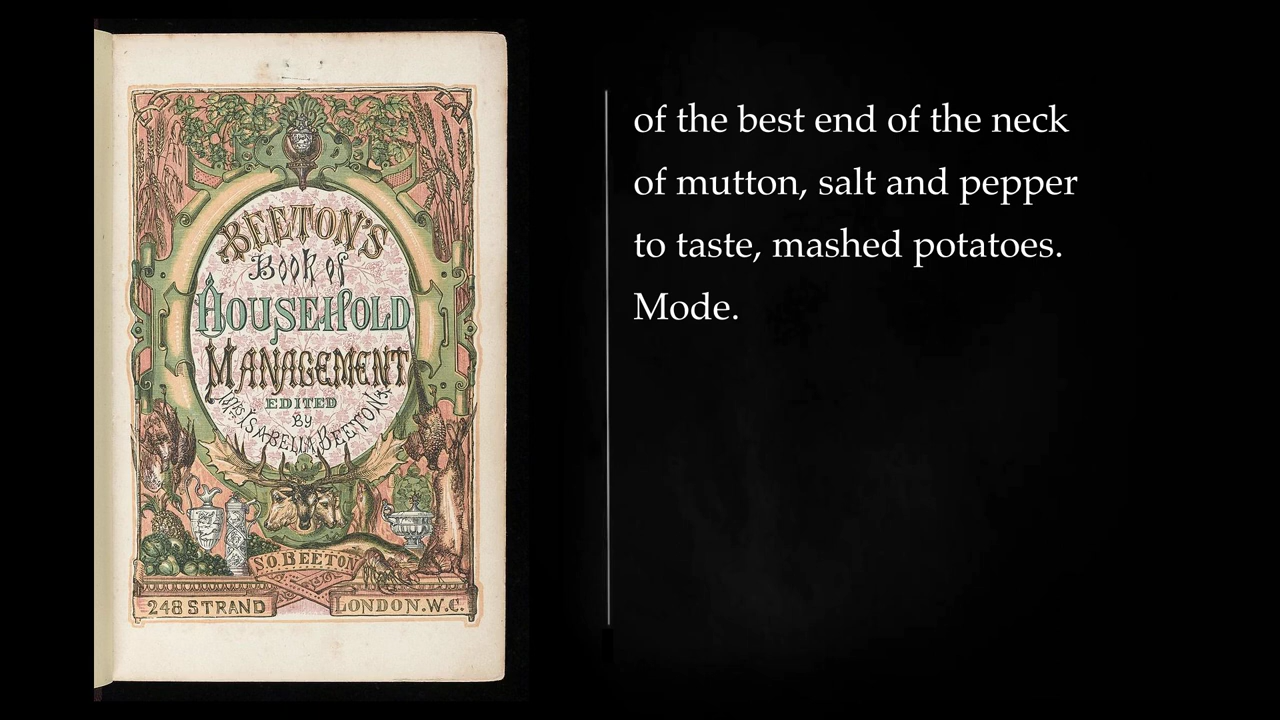 BEETON'S
Book of
HOUSEHOLD
MANAGEMENT
EDITED
BY
MRS ISABELLA BEETON
S.O. BEETON
248 STRAND
LONDON. W.C.
of the best end of the neck
of mutton, salt and pepper
to taste, mashed potatoes.
Mode.